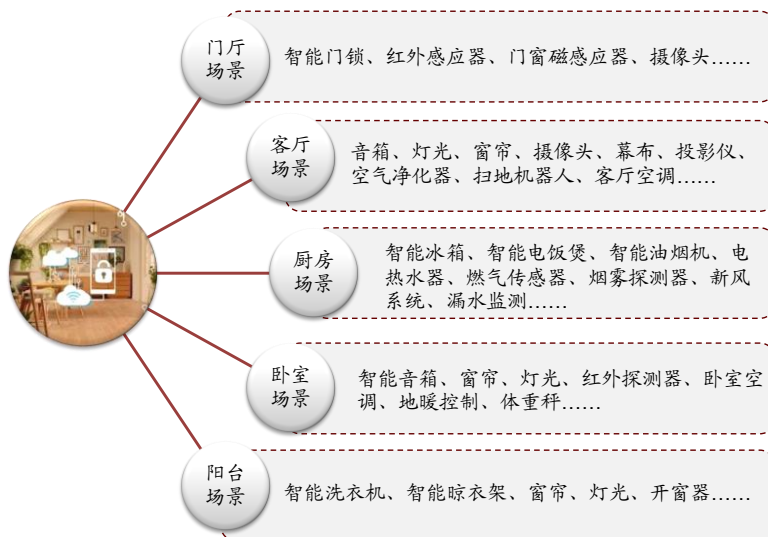 门厅
场景
智能门锁、红外感应器、门窗磁感应器、摄像头……
客厅
场景
音箱、灯光、窗帘、摄像头、幕布、投影仪、
空气净化器、扫地机器人、客厅空调……
厨房
场景
智能冰箱、智能电饭煲、智能油烟机、电
热水器、燃气传感器、烟雾探测器、新风
系统、漏水监测……
卧室
场景
智能音箱、窗帘、灯光、红外探测器、卧室空
调、地暖控制、体重秤……
阳台
场景
智能洗衣机、智能晾衣架、窗帘、灯光、开窗器……